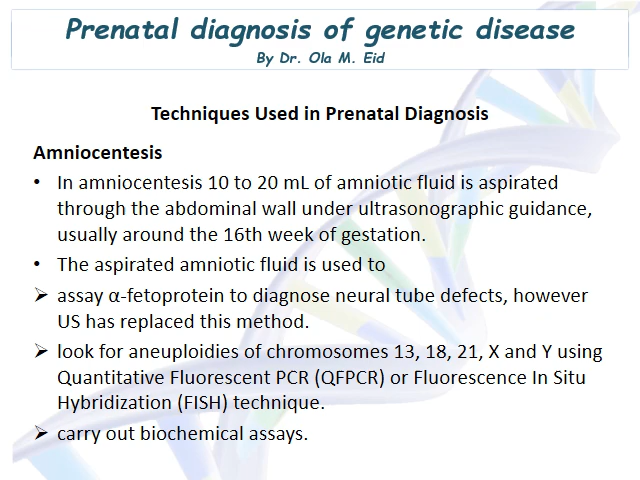 Prenatal diagnosis of genetic disease
By Dr. Ola M. Eid
Techniques Used in Prenatal Diagnosis
Amniocentesis
• In amniocentesis 10 to 20 mL of amniotic fluid is aspirated
through the abdominal wall under ultrasonographic guidance,
usually around the 16th week of gestation.
• The aspirated amniotic fluid is used to
➢ assay α-fetoprotein to diagnose neural tube defects, however
US has replaced this method.
➢ look for aneuploidies of chromosomes 13, 18, 21, X and Y using
Quantitative Fluorescent PCR (QFPCR) or Fluorescence In Situ
Hybridization (FISH) technique.
➢ carry out biochemical assays.